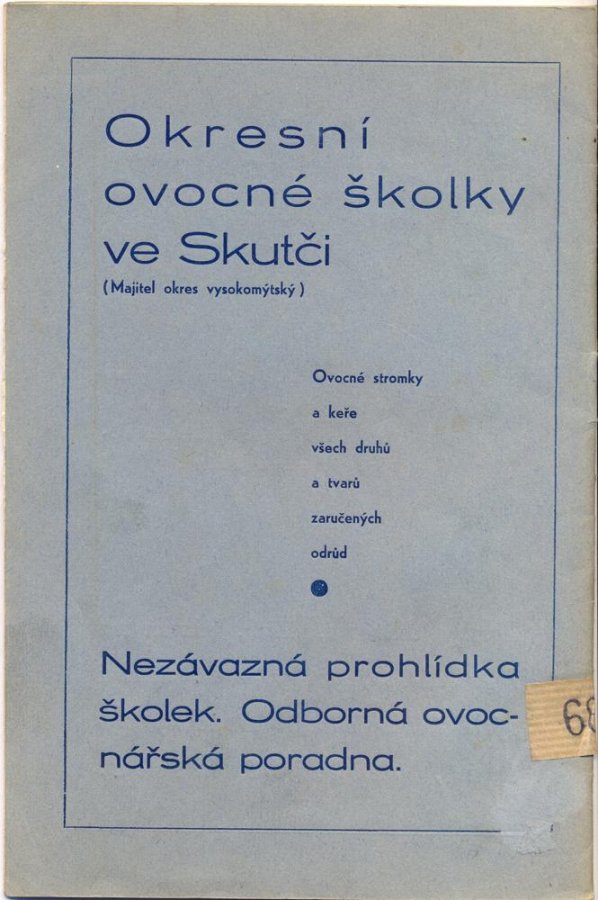 Okresní
ovocné školky
ve Skutči
(Majitel okres vysokomýtský)
Ovocné stromky
a keře
všech druhů
a tvarů
zaručených
odrůd
Nezávazná prohlídka
školek. Odborná ovoc-
nářská poradna.